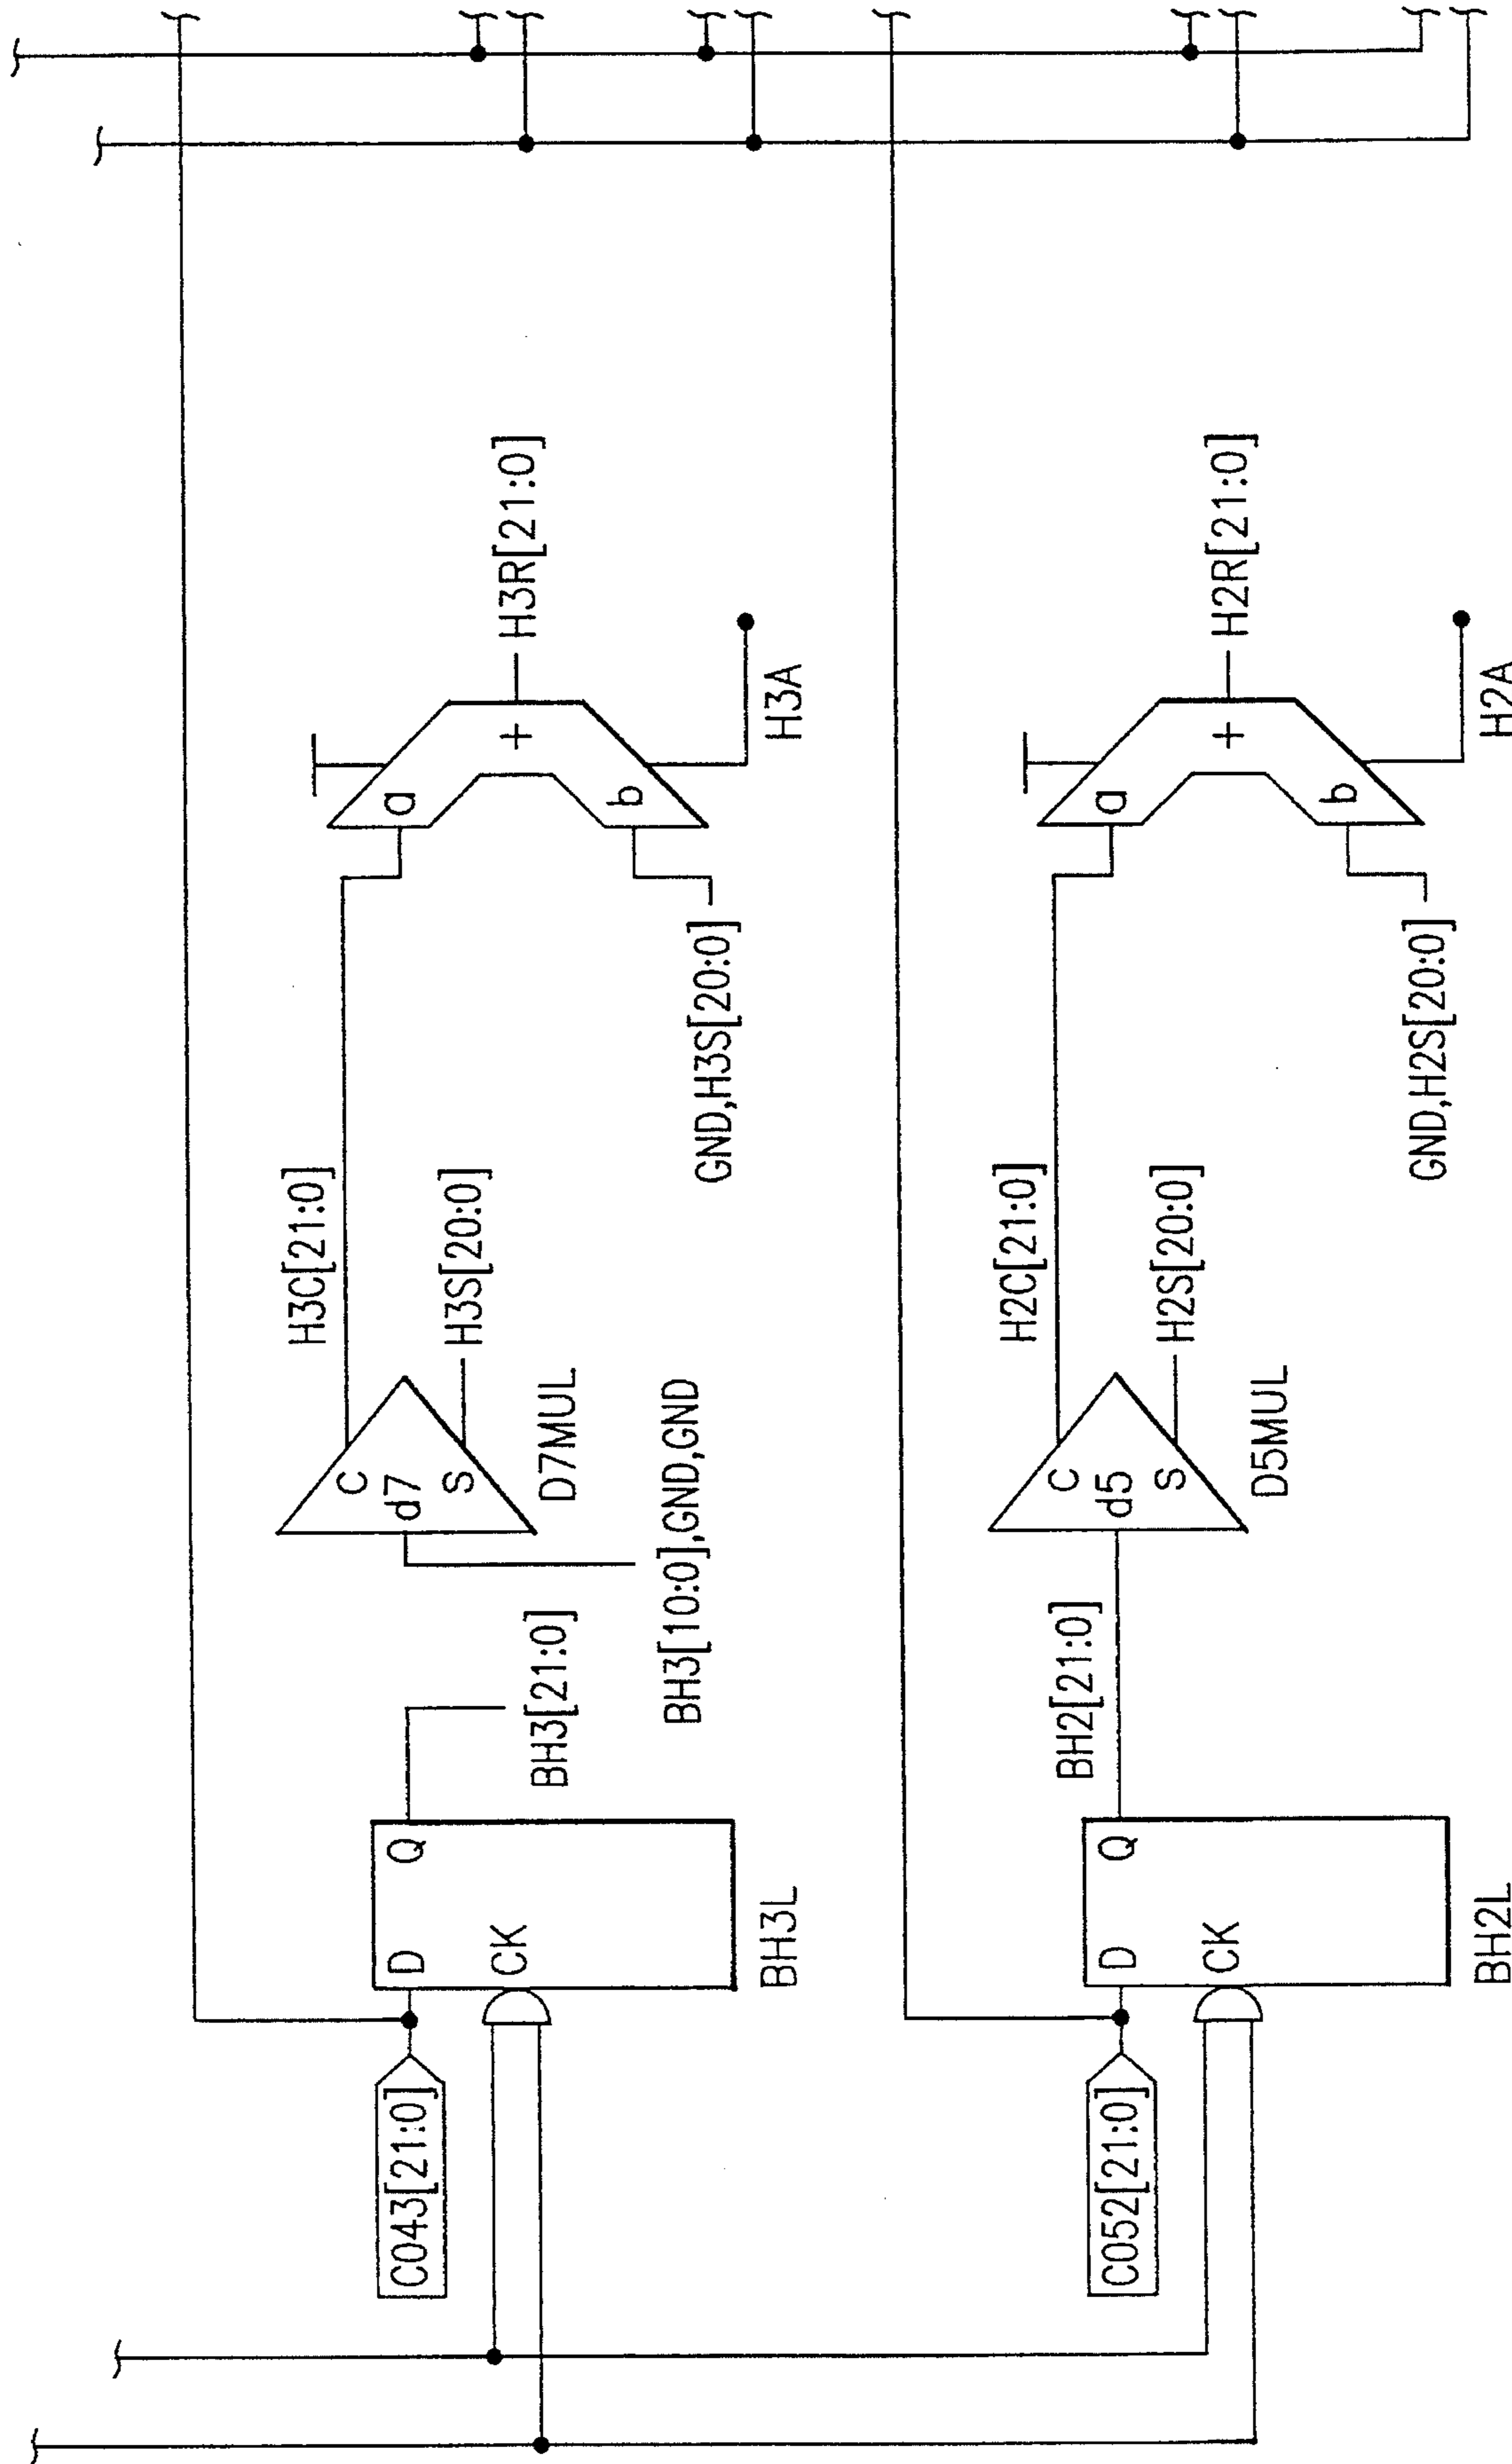 C043[21:0]
D
Q
CK
BH3L
BH3[21:0]
BH3[10:0],GND,GND
C
d7
S
D7MUL
H3C[21:0]
H3S[20:0]
GND,H3S[20:0]
a
b
+
H3A
H3R[21:0]
C052[21:0]
D
Q
CK
BH2L
BH2[21:0]
C
d5
S
D5MUL
H2C[21:0]
H2S[20:0]
GND,H2S[20:0]
a
b
+
H2A
H2R[21:0]